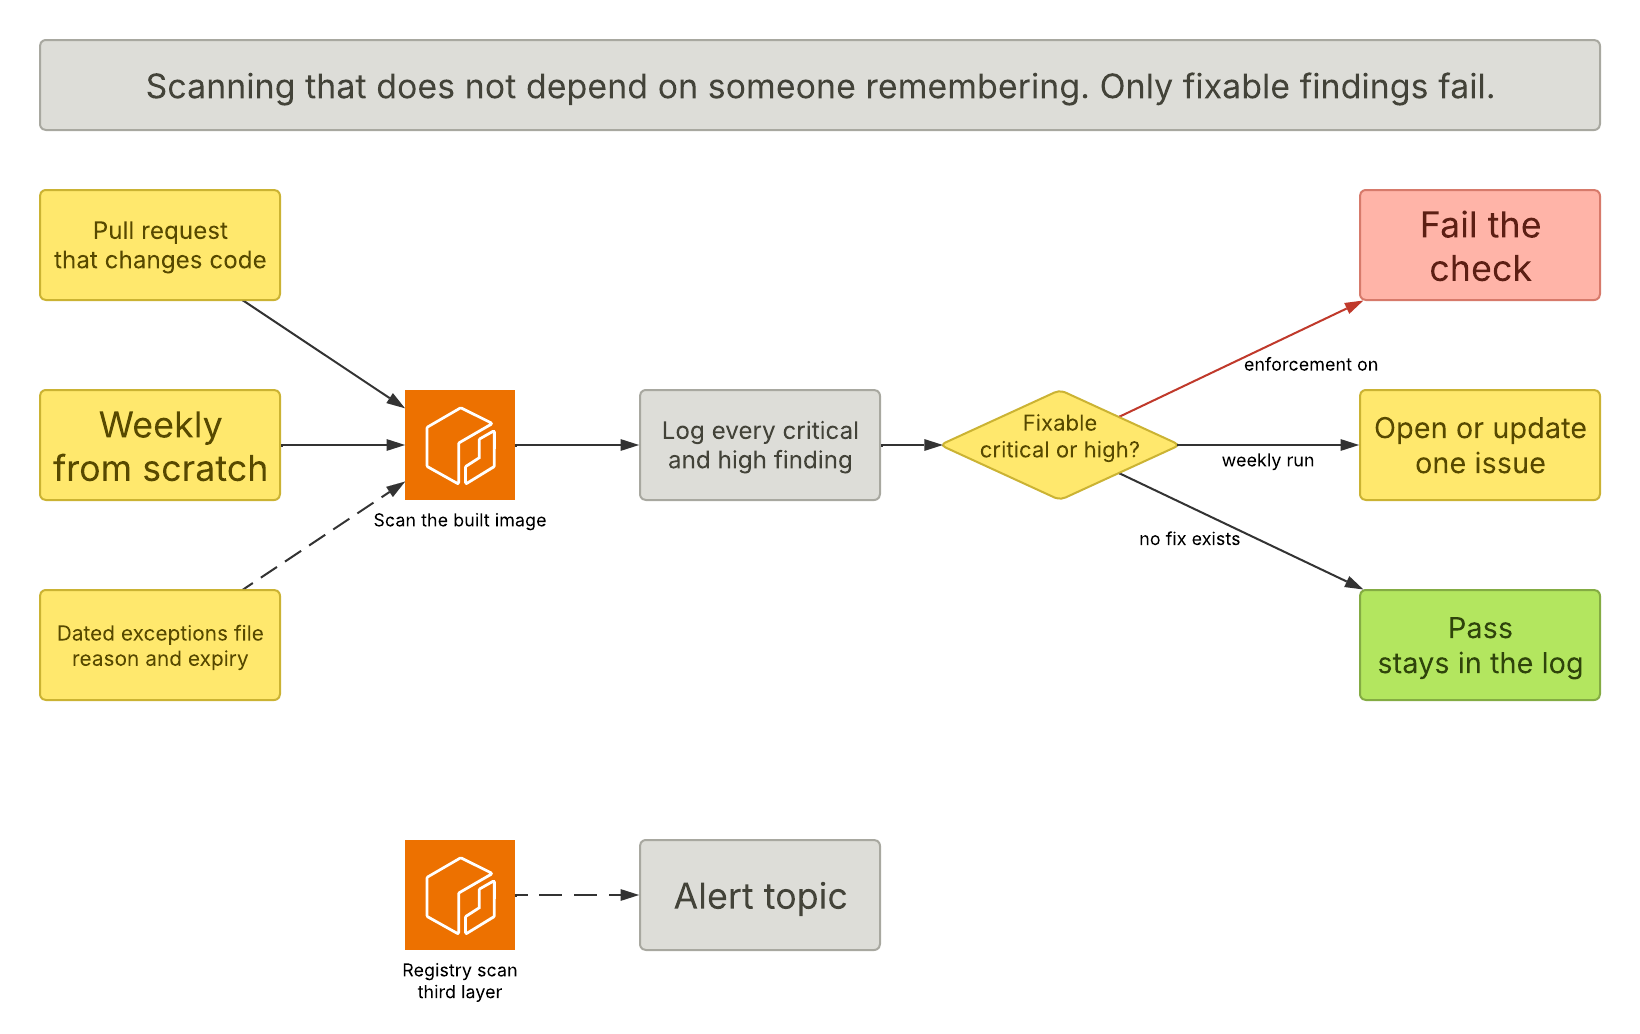 Scanning that does not depend on someone remembering. Only fixable findings fail.
Pull request
that changes code
Fail the
check
enforcement on
Weekly
from scratch
Scan the built image
Log every critical
and high finding
Fixable
critical or high?
weekly run
Open or update
one issue
no fix exists
Dated exceptions file
reason and expiry
Pass
stays in the log
Registry scan
third layer
Alert topic